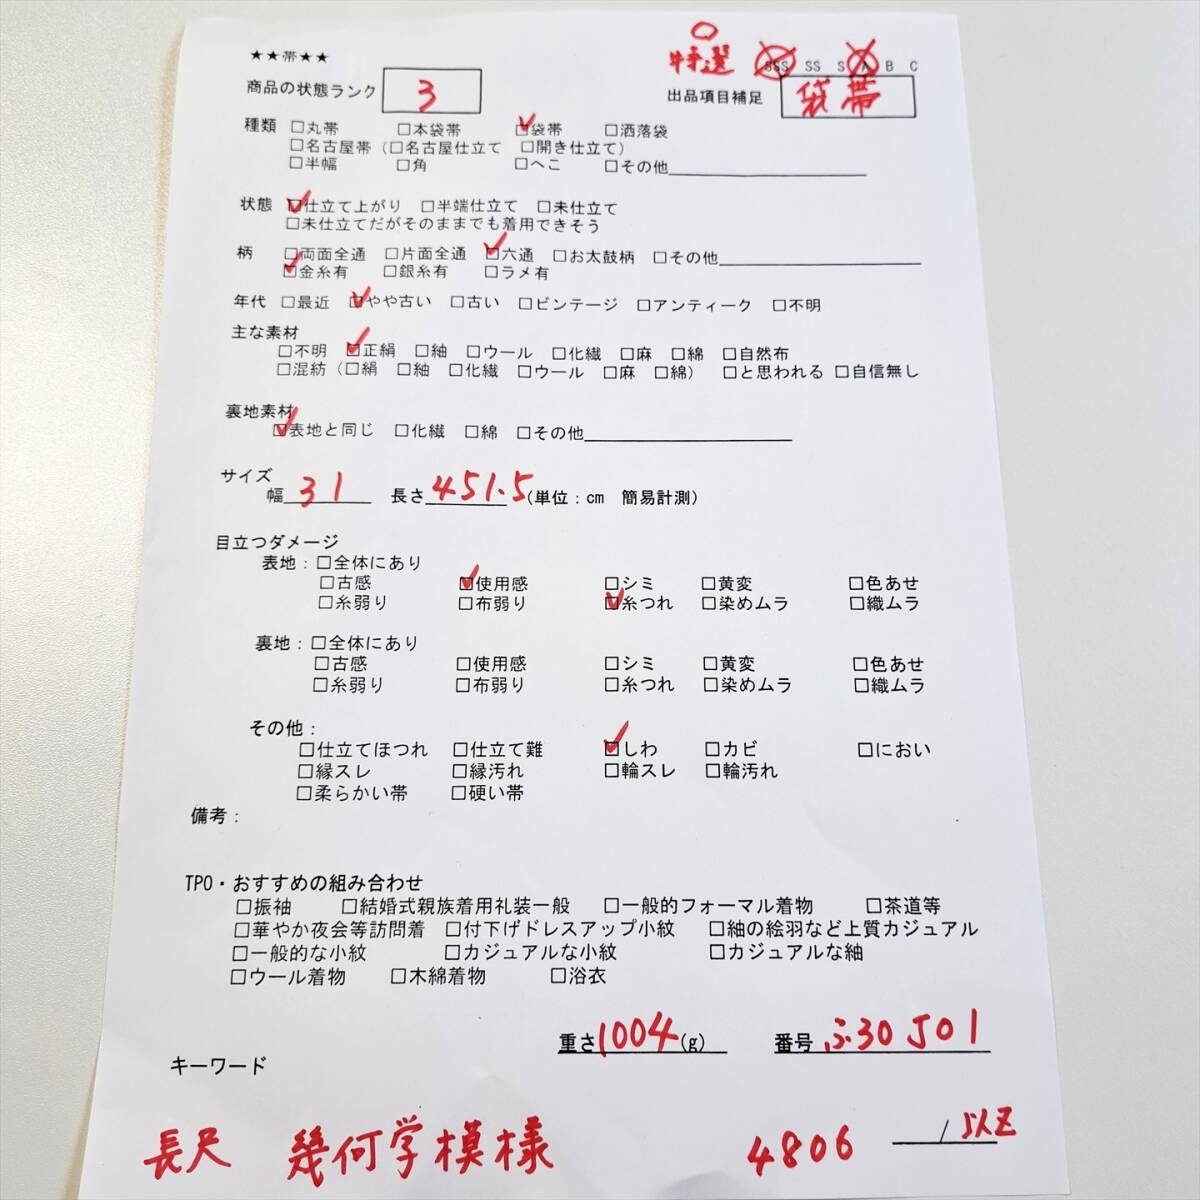 ★★帯★★
特選 SSS SS S A B C
商品の状態ランク 3 出品項目補足 袋帯
種類 □丸帯 □本袋帯 ☑袋帯 □洒落袋
□名古屋帯(□名古屋仕立て □開き仕立て)
□半幅 □角 □へこ □その他
状態 ☑仕立て上がり □半端仕立て □未仕立て
□未仕立てだがそのままでも着用できそう
柄 □両面全通 □片面全通 ☑六通 □お太鼓柄 □その他
☑金糸有 □銀糸有 □ラメ有
年代 □最近 ☑やや古い □古い □ビンテージ □アンティーク □不明
主な素材
□不明 ☑正絹 □紬 □ウール □化繊 □麻 □綿 □自然布
□混紡(□絹 □紬 □化繊 □ウール □麻 □綿) □と思われる □自信無し
裏地素材
☑表地と同じ □化繊 □綿 □その他
サイズ
幅 31 長さ 451.5 (単位:cm 簡易計測)
目立つダメージ
表地:□全体にあり
□古感 ☑使用感 □シミ □黄変 □色あせ
□糸弱り □布弱り ☑糸つれ □染めムラ □織ムラ
裏地:□全体にあり
□古感 □使用感 □シミ □黄変 □色あせ
□糸弱り □布弱り □糸つれ □染めムラ □織ムラ
その他:
□仕立てほつれ □仕立て難 ☑しわ □カビ □におい
□縁スレ □縁汚れ □輪スレ □輪汚れ
□柔らかい帯 □硬い帯
備考:
TPO・おすすめの組み合わせ
□振袖 □結婚式親族着用礼装一般 □一般的フォーマル着物 □茶道等
□華やか夜会等訪問着 □付下げドレスアップ小紋 □紬の絵羽など上質カジュアル
□一般的な小紋 □カジュアルな小紋 □カジュアルな紬
□ウール着物 □木綿着物 □浴衣
重さ 1004 (g) 番号 ふ30J01
キーワード
長尺 幾何学模様 4806 /